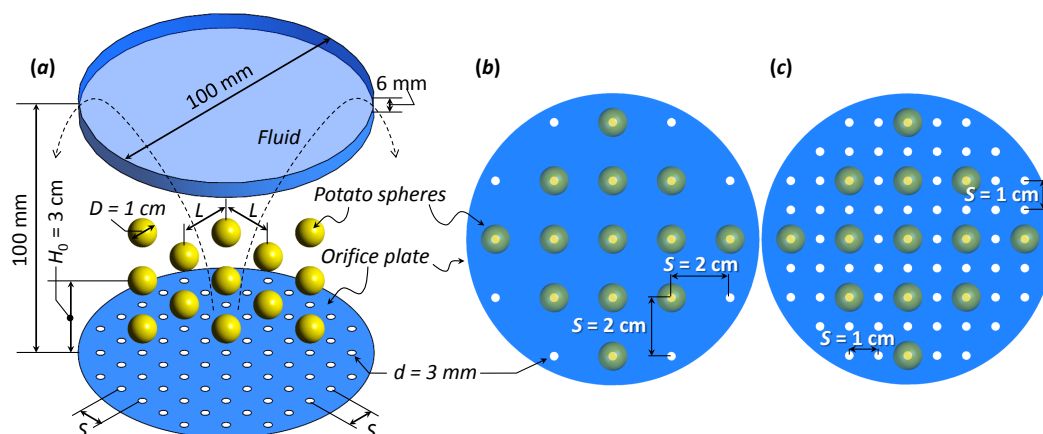 (a)
100 mm
6 mm
Fluid
100 mm
H₀ = 3 cm
D = 1 cm
L
L
Potato spheres
Orifice plate
d = 3 mm
S
S
(b)
S = 2 cm
S = 2 cm
(c)
S = 1 cm
S = 1 cm